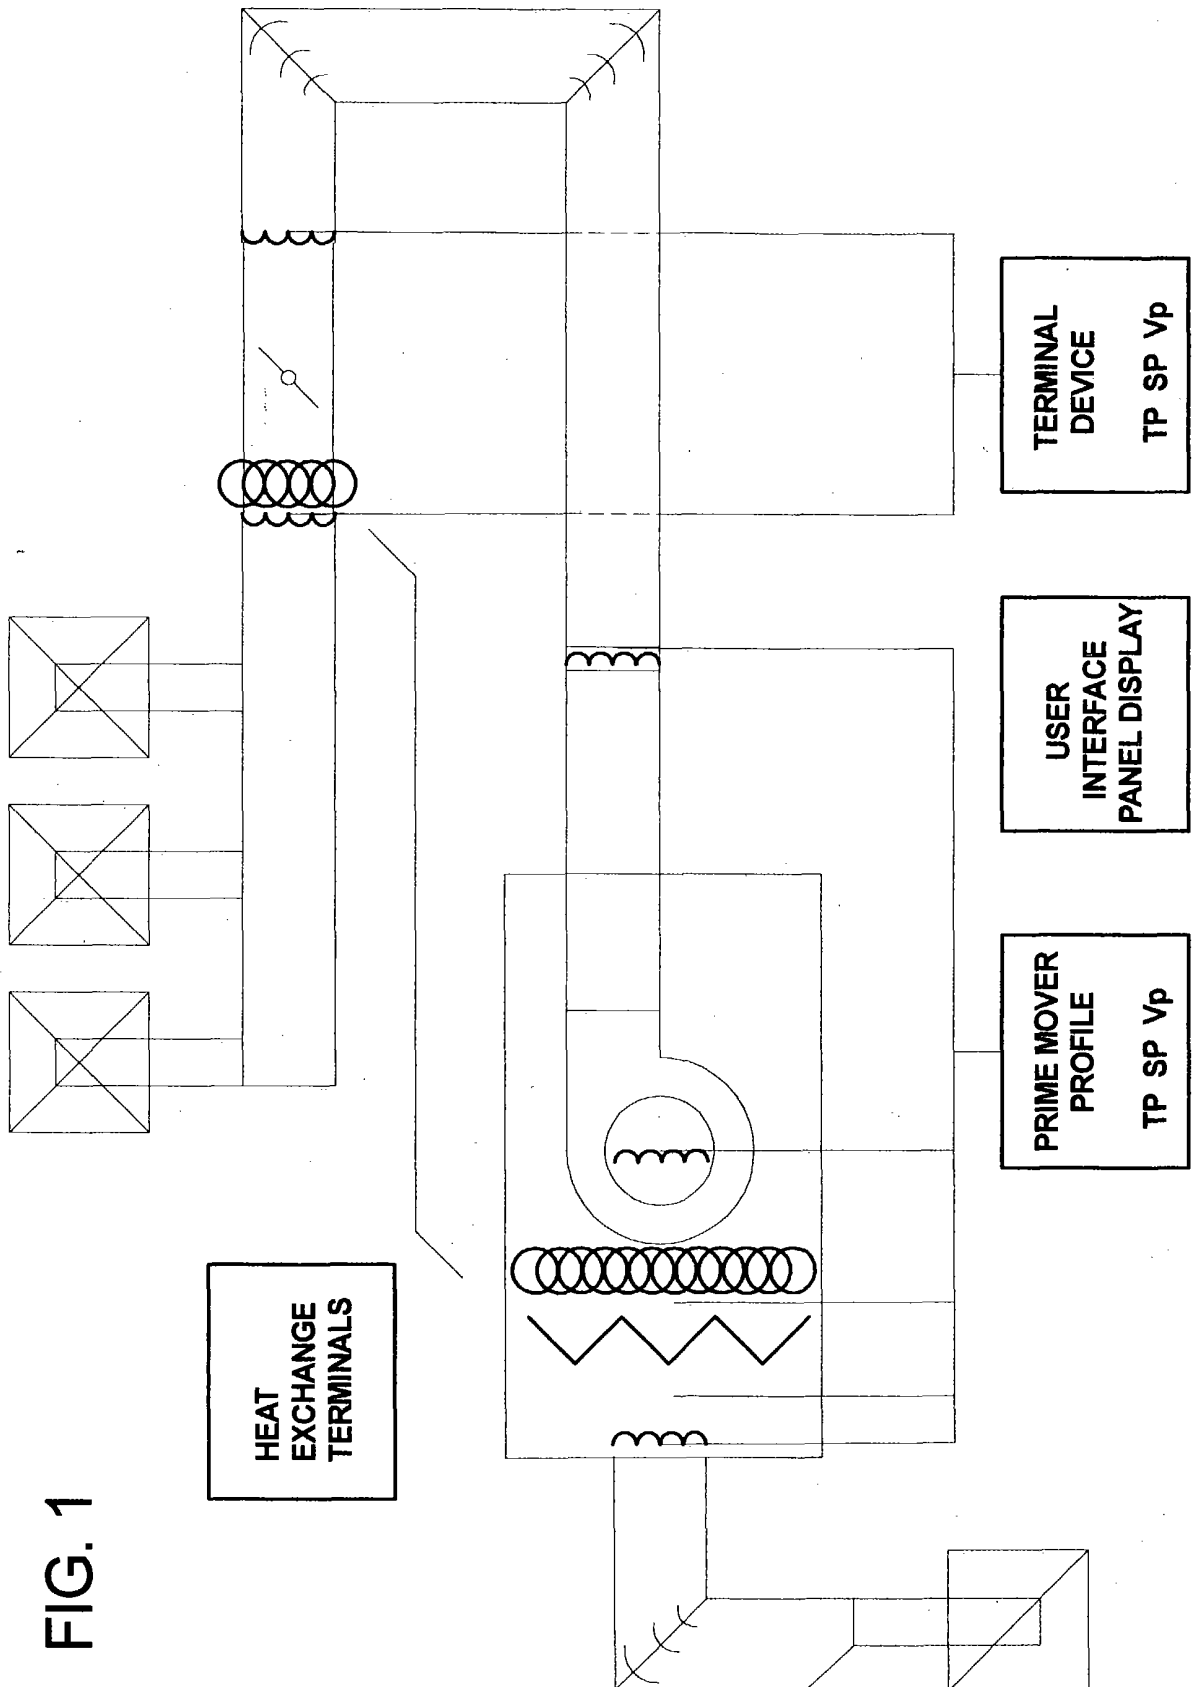 FIG. 1
HEAT
EXCHANGE
TERMINALS
PRIME MOVER
PROFILE
TP SP Vp
USER
INTERFACE
PANEL DISPLAY
TERMINAL
DEVICE
TP SP Vp